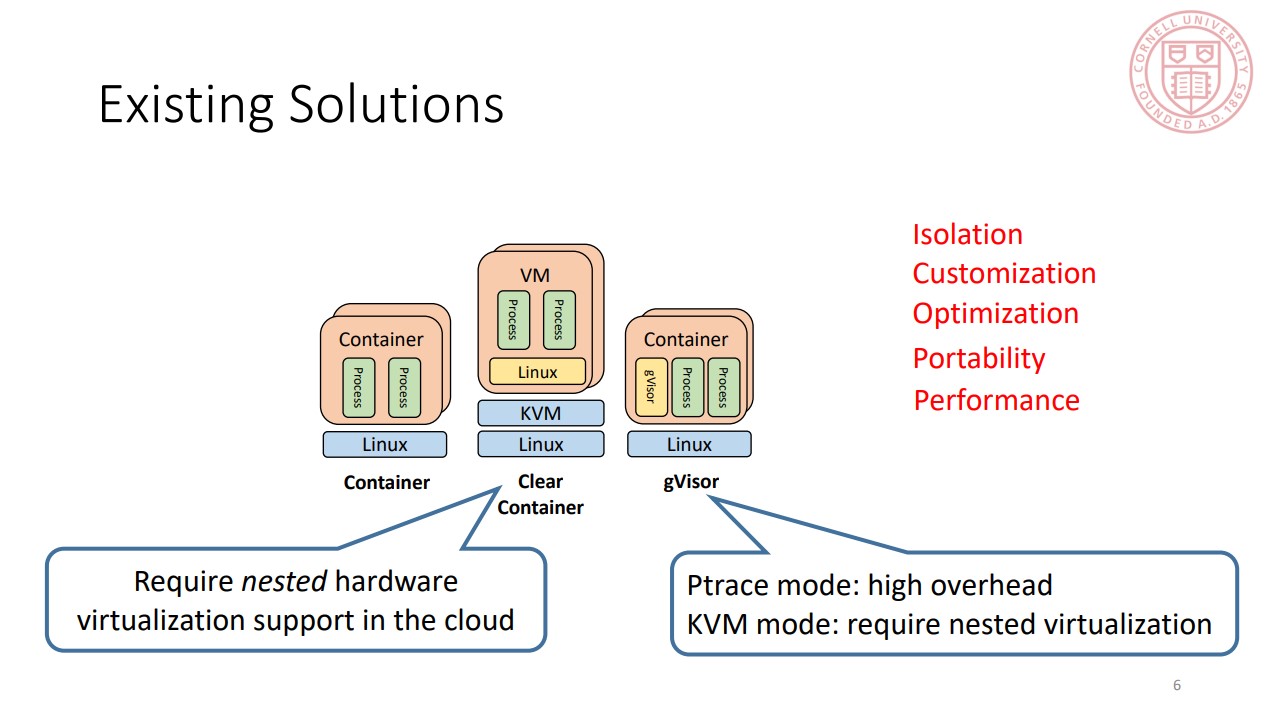 CORNELL UNIVERSITY
FOUNDED A.D. 1865
Existing Solutions
Isolation
Customization
Optimization
Portability
Performance
Container
Process
Process
Linux
Container
VM
Process
Process
Linux
KVM
Linux
Clear
Container
Container
gVisor
Process
Process
Linux
gVisor
Require nested hardware
virtualization support in the cloud
Ptrace mode: high overhead
KVM mode: require nested virtualization
6